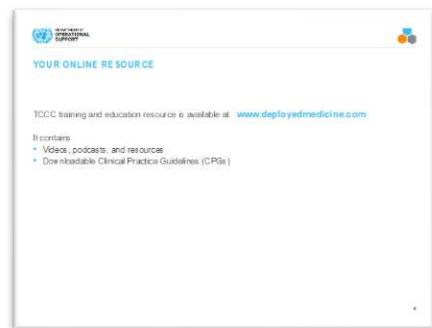 DEPARTMENT OF
OPERATIONAL
SUPPORT
YOUR ONLINE RESOURCE
TCCC training and education resource is available at www.deployedmedicine.com
It contains
• Videos, podcasts, and resources
• Downloadable Clinical Practice Guidelines (CPGs)